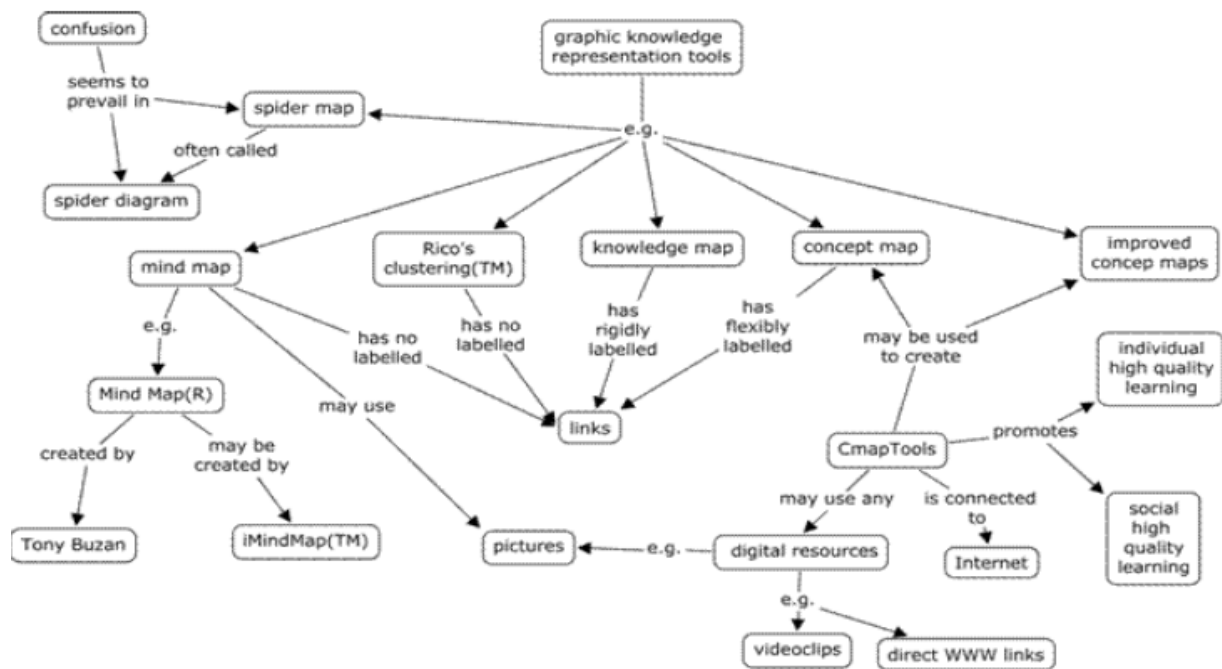 confusion
graphic knowledge
representation tools
seems to
prevail in
spider map
e.g.
often called
spider diagram
mind map
Rico's
clustering(TM)
knowledge map
concept map
improved
concep maps
e.g.
has no
labelled
has no
labelled
has
rigidly
labelled
has
flexibly
labelled
may be used
to create
individual
high quality
learning
Mind Map(R)
may use
links
promotes
CmapTools
created by
may be
created by
may use any
is connected
to
social
high
quality
learning
Tony Buzan
iMindMap(TM)
pictures
e.g.
digital resources
Internet
e.g.
videoclips
direct WWW links